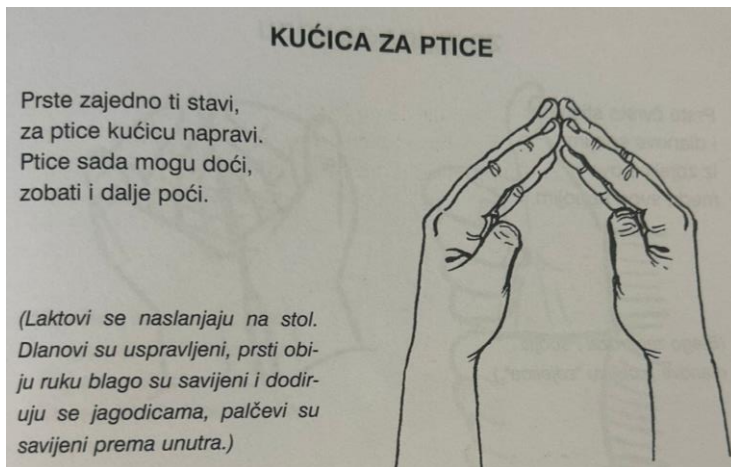 KUĆICA ZA PTICE
Prste zajedno ti stavi,
za ptice kućicu napravi.
Ptice sada mogu doći,
zobati i dalje poći.
(Laktovi se naslanjaju na stol.
Dlanovi su uspravljeni, prsti obi-
ju ruku blago su savijeni i dodir-
uju se jagodicama, palčevi su
savijeni prema unutra.)